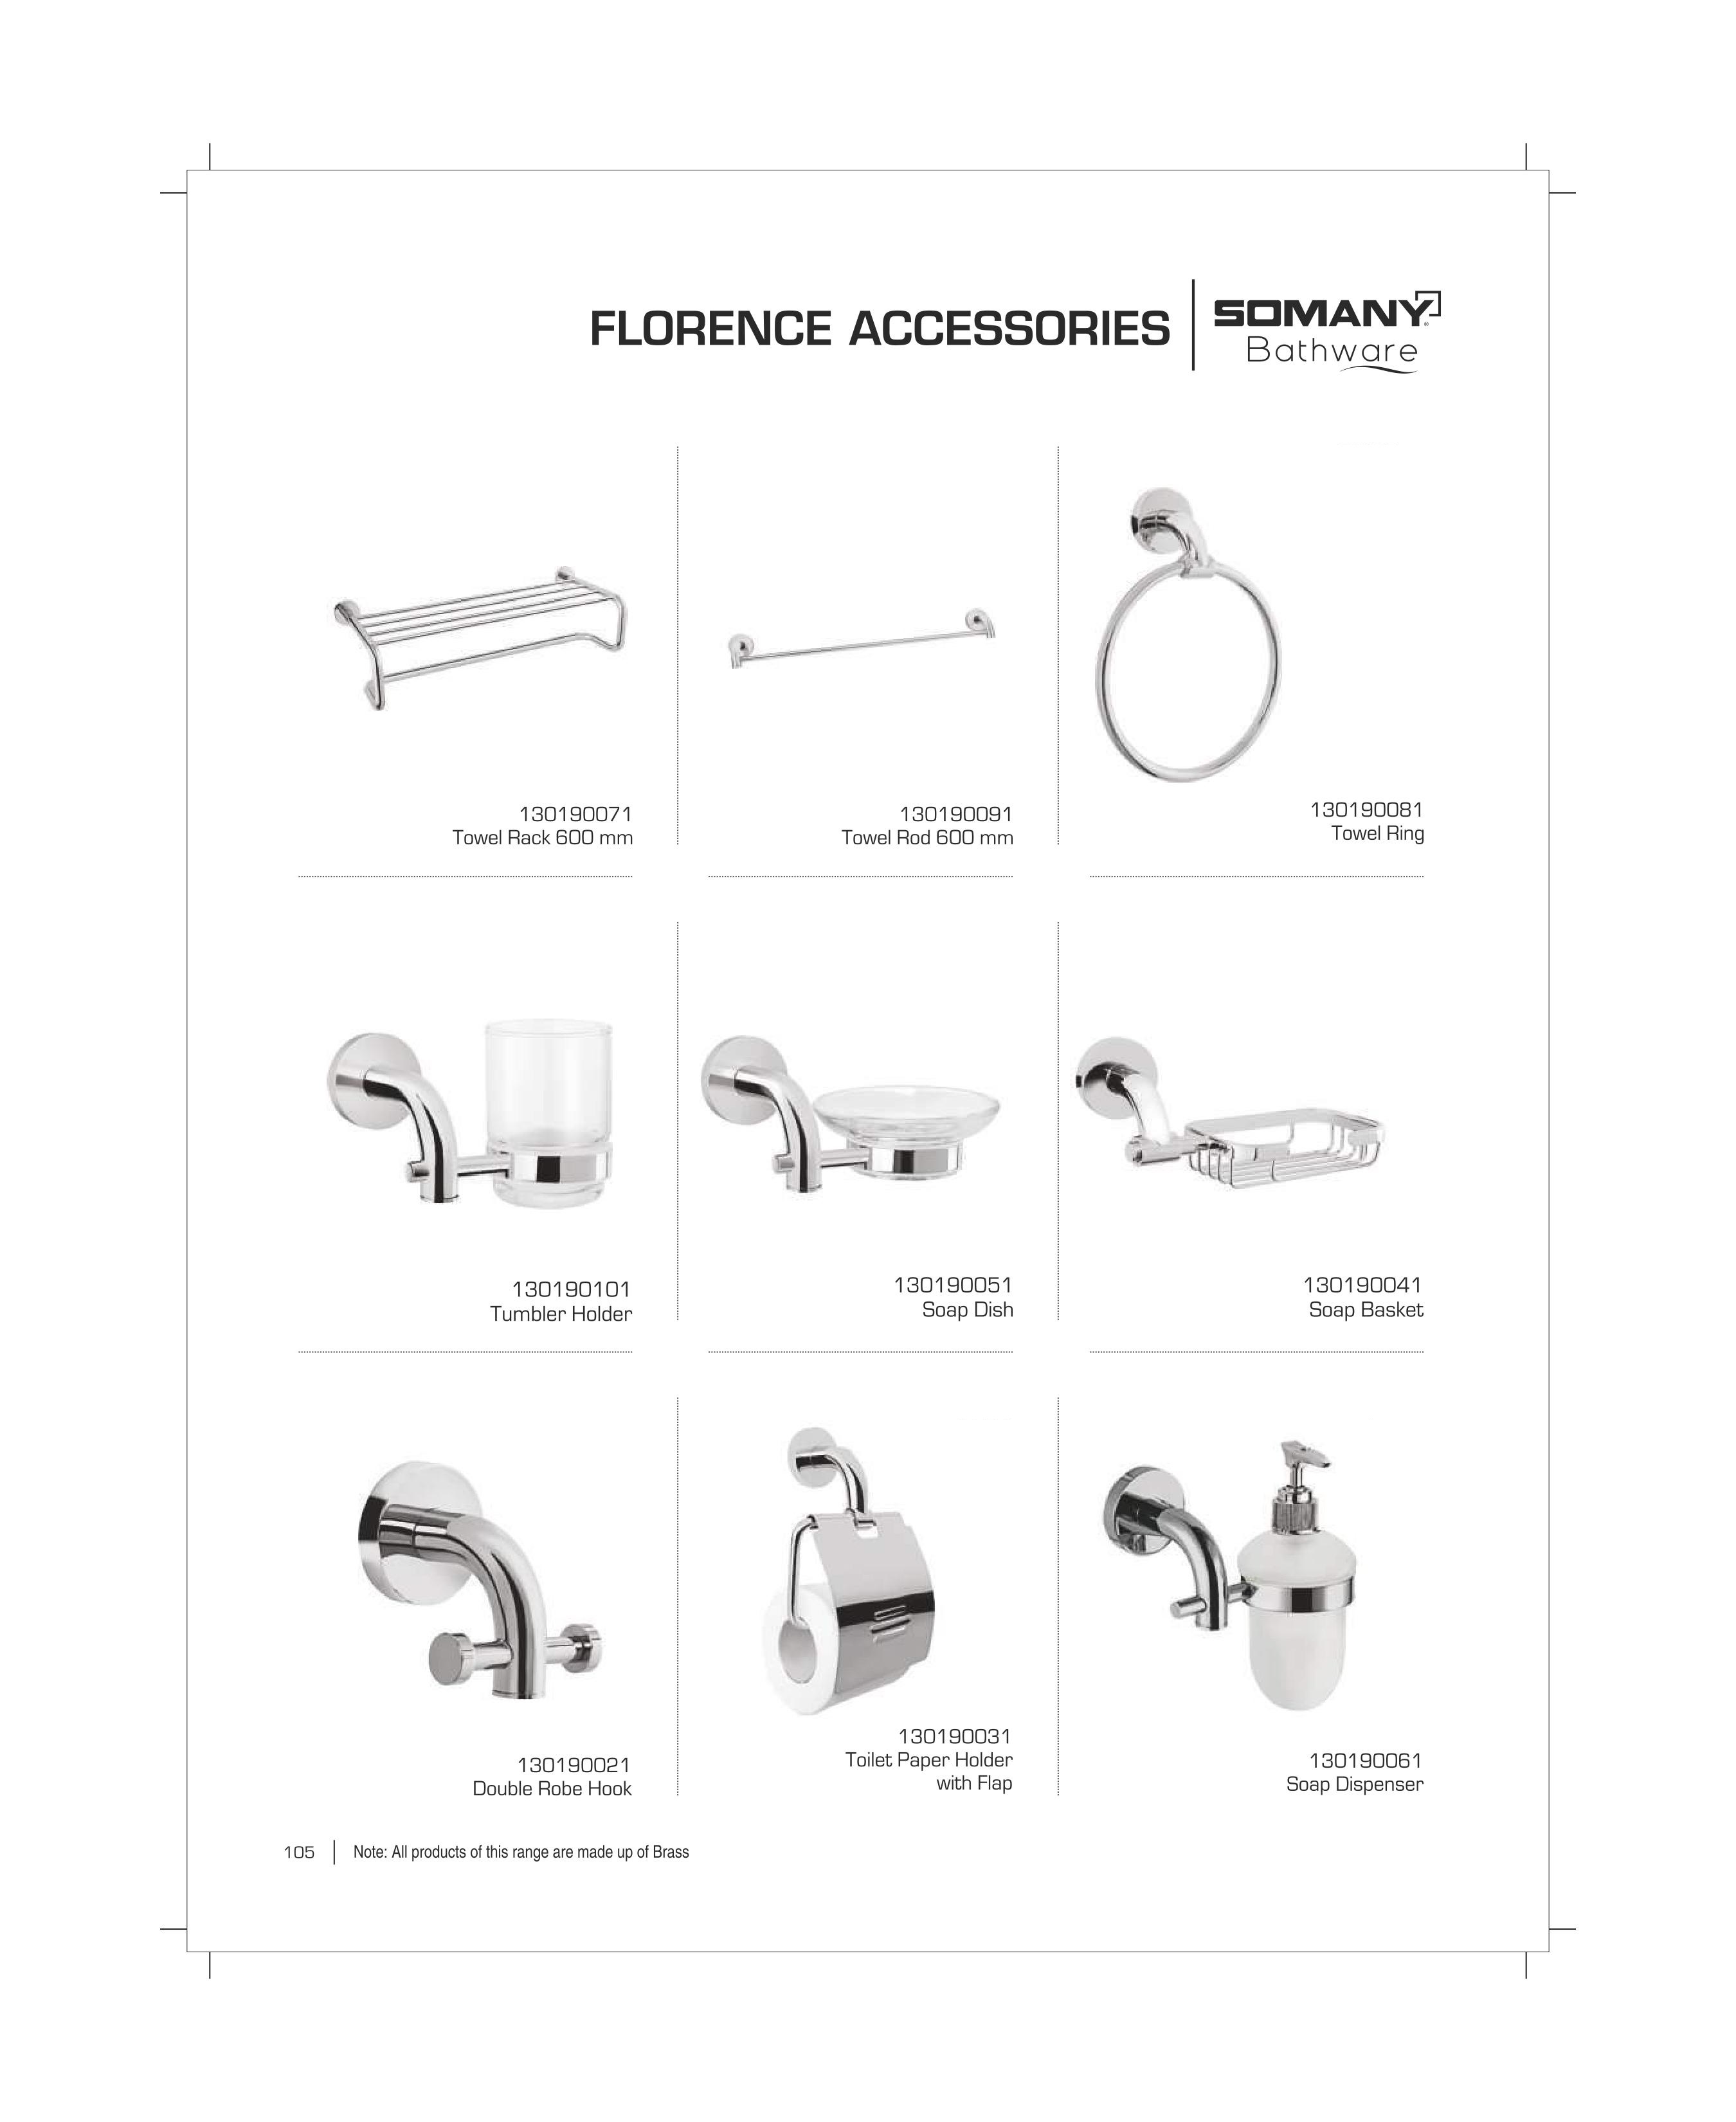 FLORENCE ACCESSORIES
SOMANY®
Bathware
130190071
Towel Rack 600 mm
130190091
Towel Rod 600 mm
130190081
Towel Ring
130190101
Tumbler Holder
130190051
Soap Dish
130190041
Soap Basket
130190021
Double Robe Hook
130190031
Toilet Paper Holder
with Flap
130190061
Soap Dispenser
105
Note: All products of this range are made up of Brass